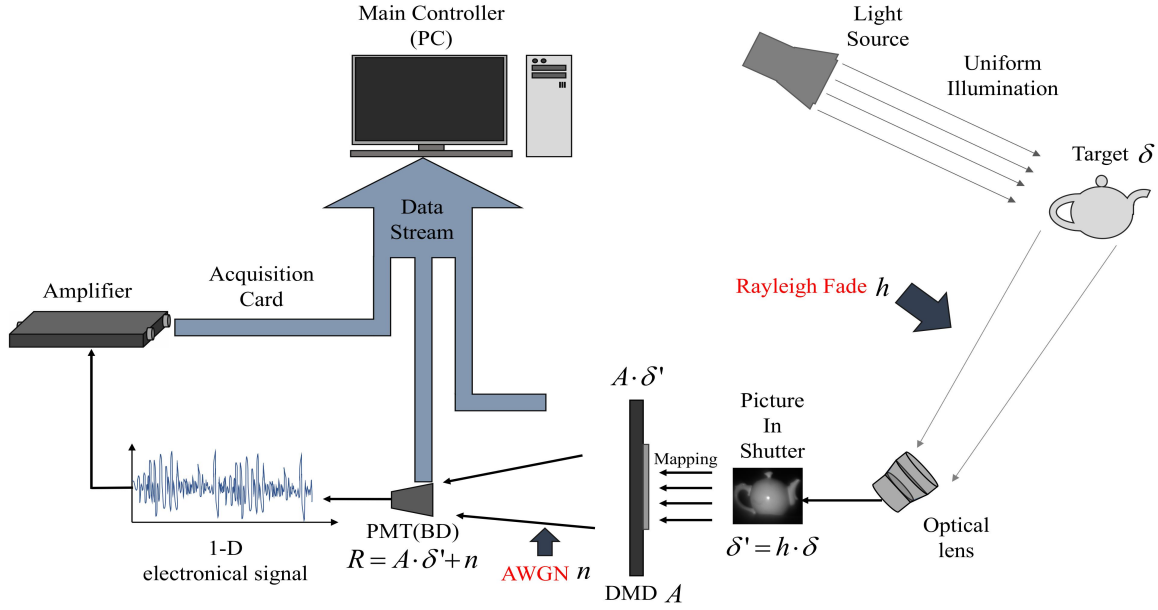 Main Controller
(PC)
Light
Source
Uniform
Illumination
Target δ
Data
Stream
Acquisition
Card
Amplifier
Rayleigh Fade h
A·δ'
Picture
In
Shutter
Mapping
PMT(BD)
R = A·δ'+n
1-D
electronical signal
AWGN n
δ' = h·δ
Optical
lens
DMD A